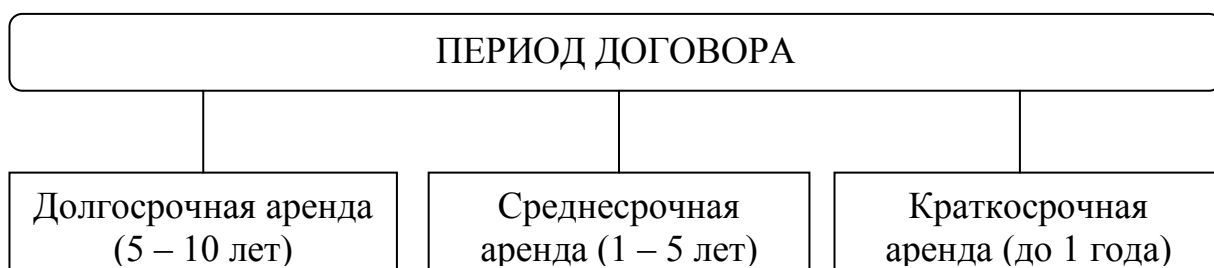 ПЕРИОД ДОГОВОРА
Долгосрочная аренда
(5 – 10 лет)
Среднесрочная
аренда (1 – 5 лет)
Краткосрочная
аренда (до 1 года)